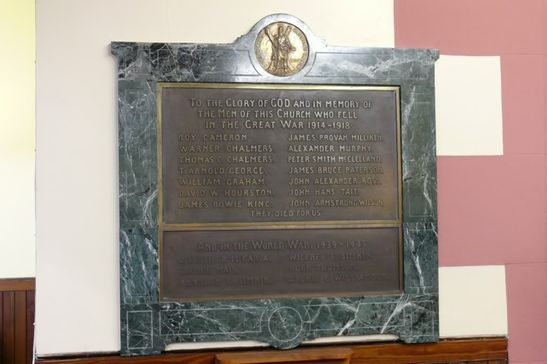 TO THE GLORY OF GOD AND IN MEMORY OF
THE MEN OF THIS CHURCH WHO FELL
IN THE GREAT WAR 1914-1918.
ROY CAMERON JAMES PROVAN MILLIKEN
WARNER CHALMERS ALEXANDER MURPHY
THOMAS C. CHALMERS PETER SMITH McCLELLAND
T. ARNOLD GEORGE JAMES BRUCE PATERSON
WILLIAM GRAHAM JOHN ALEXANDER ROSS
DAVID W. HOURSTON JOHN HANS TAIT
JAMES BOWIE KING JOHN ARMSTRONG WILSON
THEY DIED FOR US
AND IN THE WORLD WAR 1939-1945